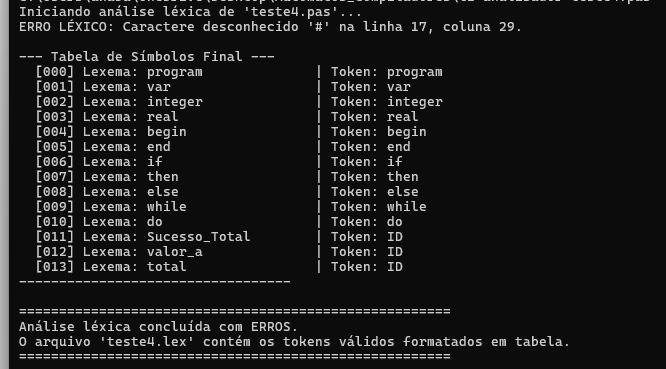 Iniciando análise léxica de 'teste4.pas'...
ERRO LÉXICO: Caractere desconhecido '#' na linha 17, coluna 29.
--- Tabela de Símbolos Final ---
[000] Lexema: program | Token: program
[001] Lexema: var | Token: var
[002] Lexema: integer | Token: integer
[003] Lexema: real | Token: real
[004] Lexema: begin | Token: begin
[005] Lexema: end | Token: end
[006] Lexema: if | Token: if
[007] Lexema: then | Token: then
[008] Lexema: else | Token: else
[009] Lexema: while | Token: while
[010] Lexema: do | Token: do
[011] Lexema: Sucesso_Total | Token: ID
[012] Lexema: valor_a | Token: ID
[013] Lexema: total | Token: ID
----------------------------------
=====================================================
Análise léxica concluída com ERROS.
O arquivo 'teste4.lex' contém os tokens válidos formatados em tabela.
=====================================================